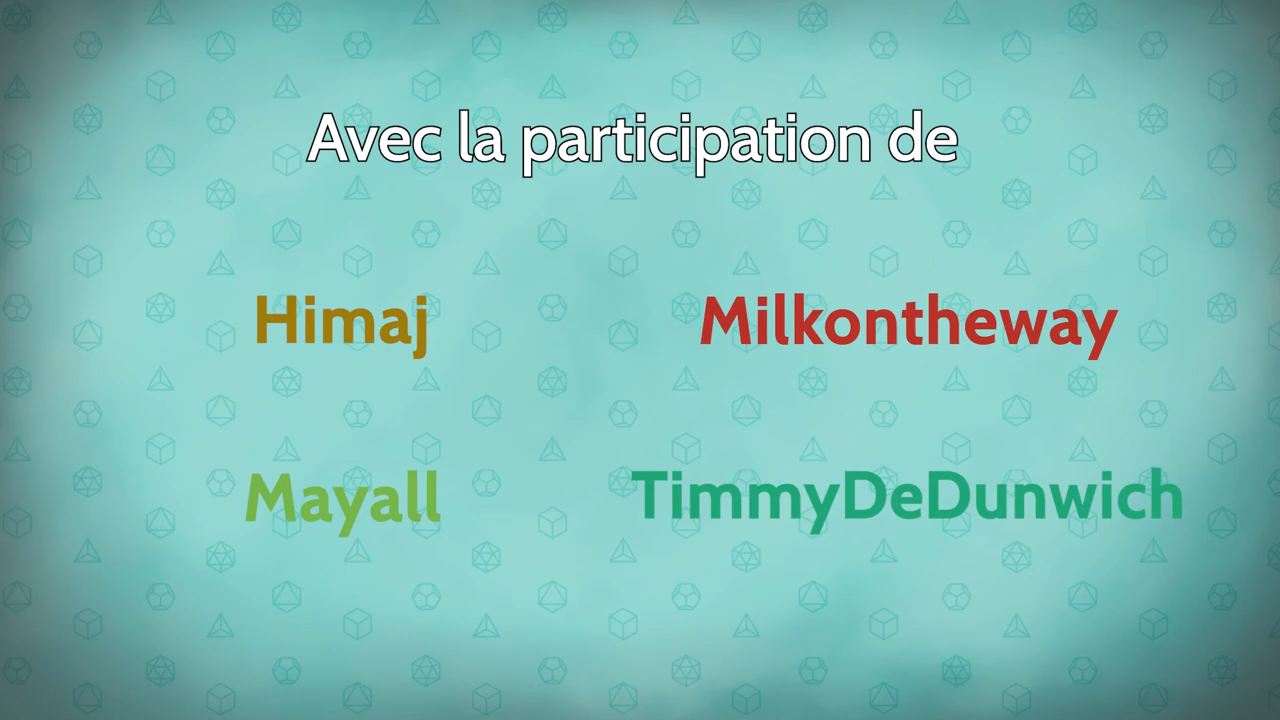 Avec la participation de
Himaj
Milkontheway
Mayall
TimmyDeDunwich